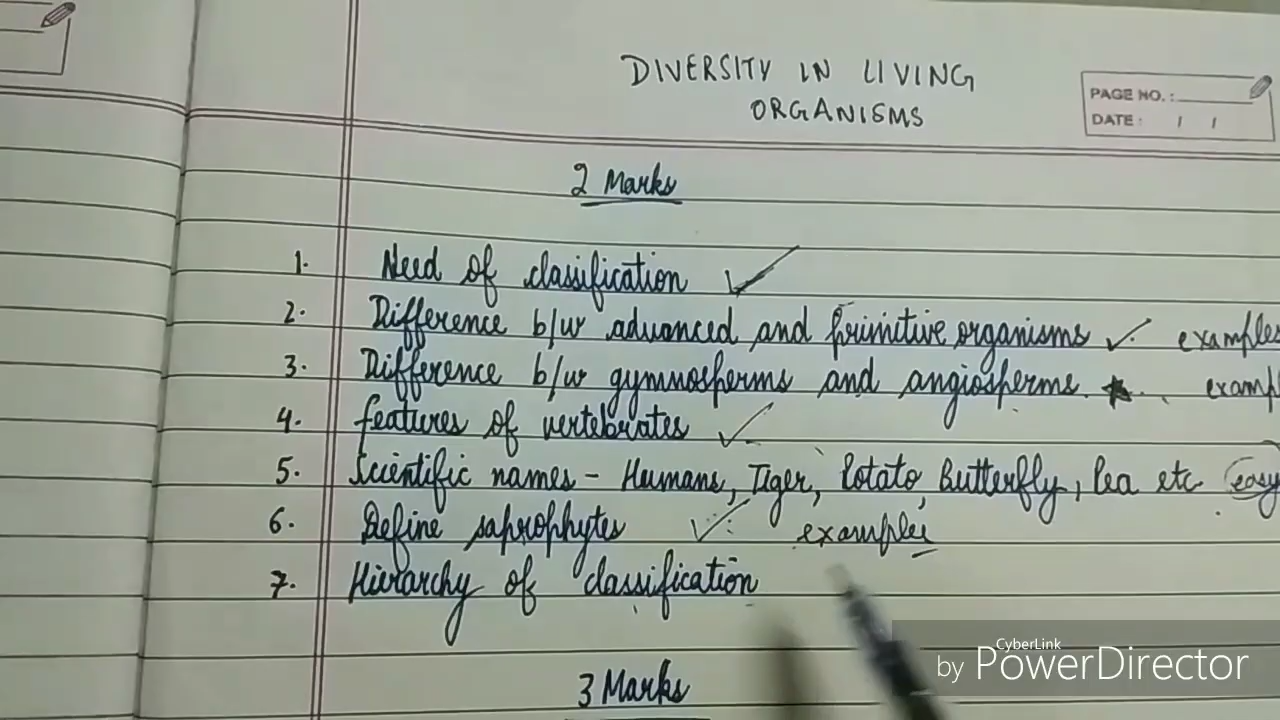 DIVERSITY IN LIVING
ORGANISMS
PAGE NO. :
DATE : / /
2 Marks
1. Need of classification
2. Difference b/w advanced and primitive organisms examples
3. Difference b/w gymnosperms and angiosperms. examp
4. features of vertebrates
5. Scientific names - Humans, Tiger, Potato, Butterfly, Pea etc easy
6. Define saprophytes examples
7. Hierarchy of classification
3 Marks
CyberLink
by PowerDirector